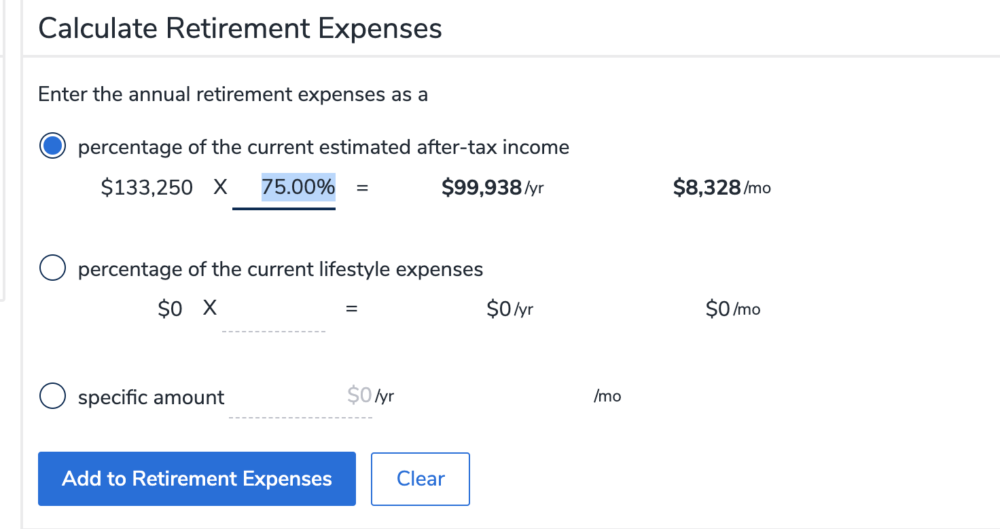 Calculate Retirement Expenses
Enter the annual retirement expenses as a
percentage of the current estimated after-tax income
$133,250 X 75.00% = $99,938 /yr $8,328 /mo
percentage of the current lifestyle expenses
$0 X = $0 /yr $0 /mo
specific amount $0 /yr /mo
Add to Retirement Expenses Clear